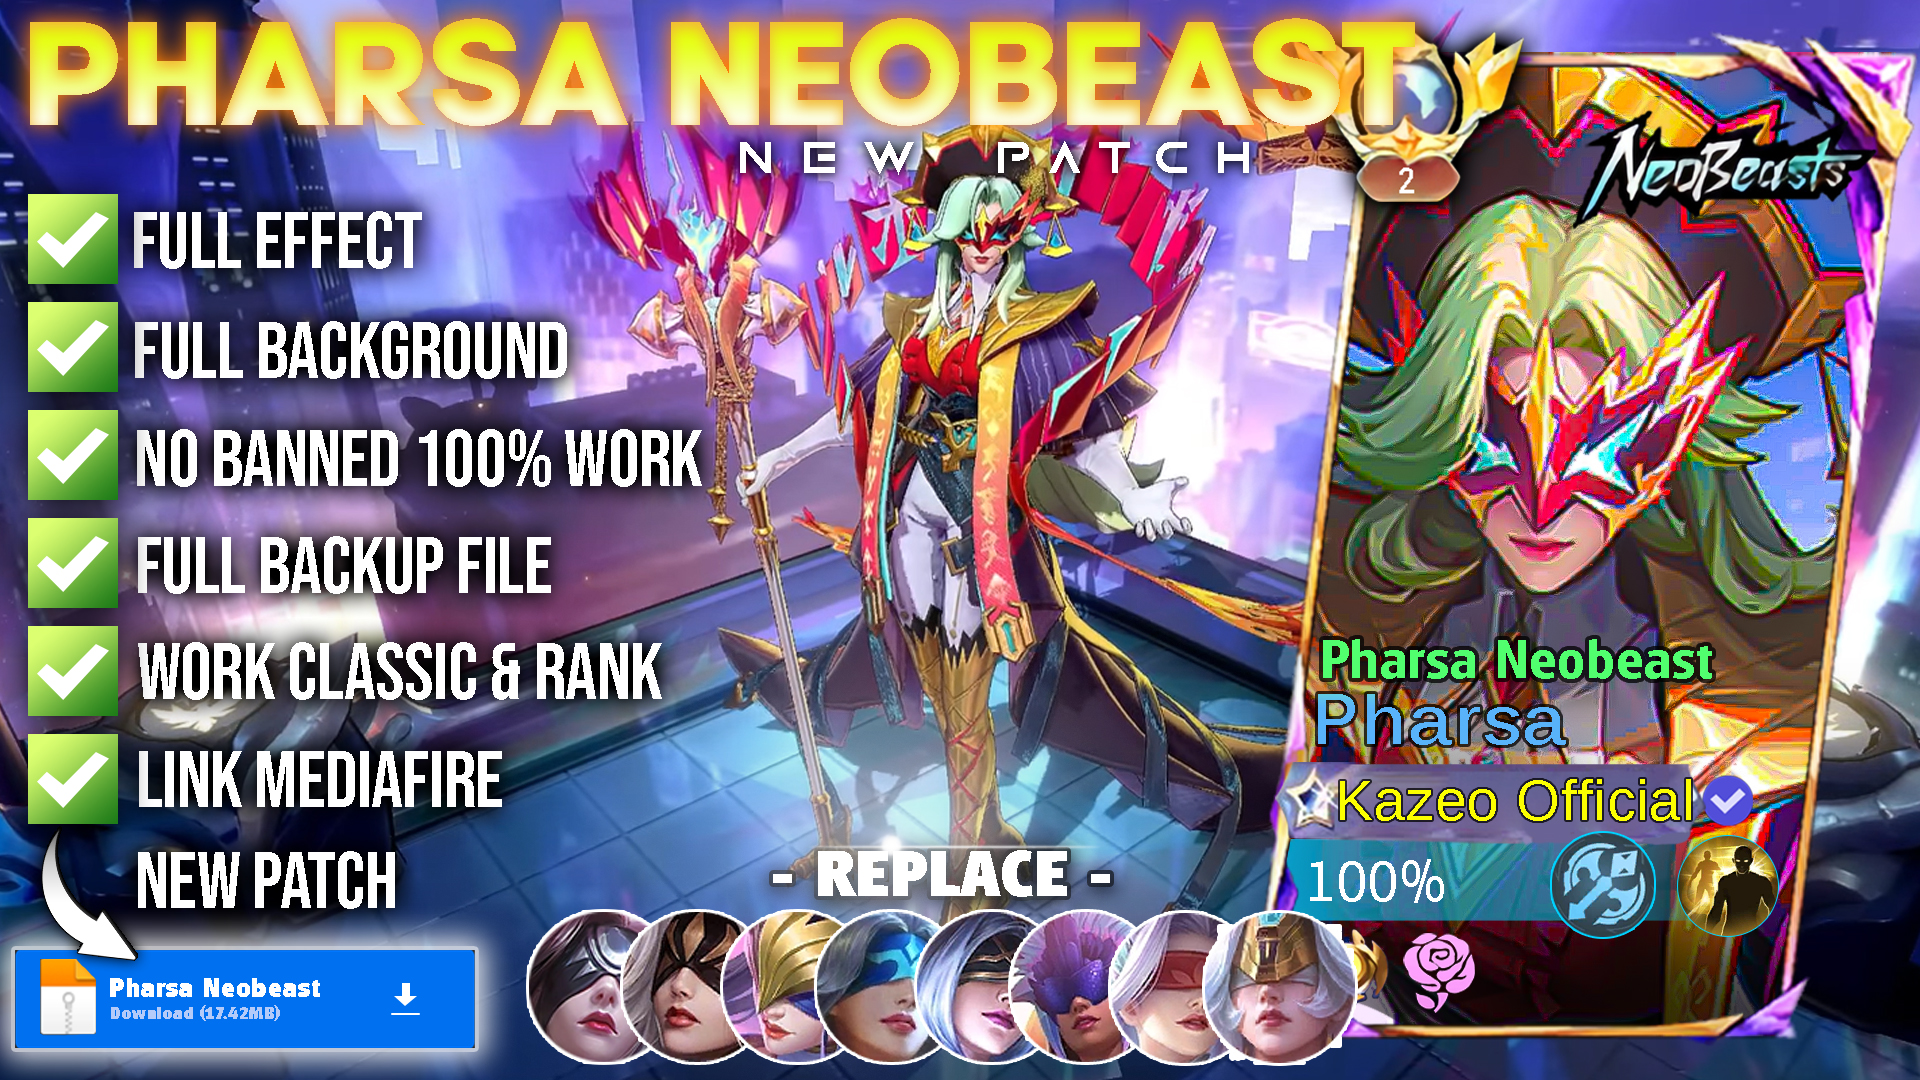 PHARSA NEOBEAST
NEW PATCH
FULL EFFECT
FULL BACKGROUND
NO BANNED 100% WORK
FULL BACKUP FILE
WORK CLASSIC & RANK
LINK MEDIAFIRE
NEW PATCH
Pharsa Neobeast
Download (17.42MB)
- REPLACE -
2
NEOBEASTS
Pharsa Neobeast
Pharsa
Kazeo Official
100%